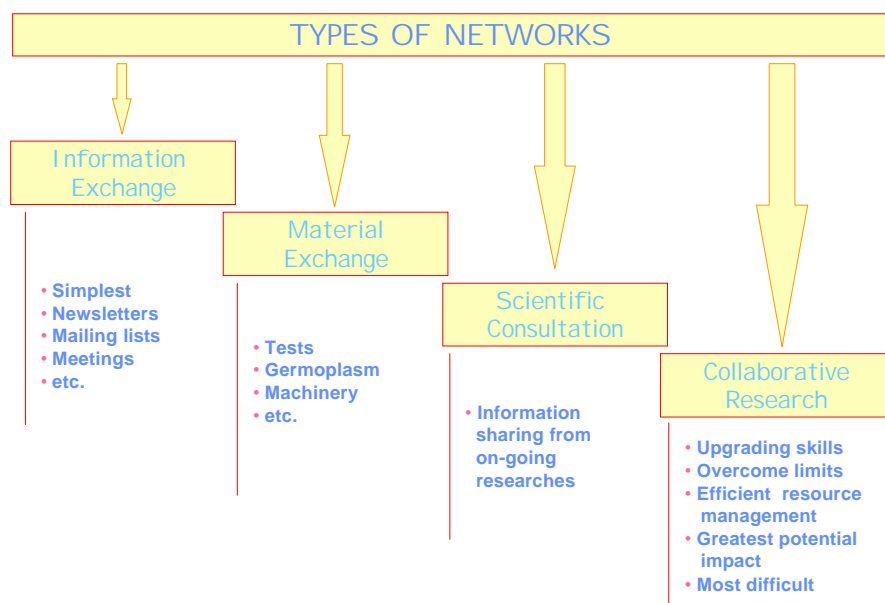 TYPES OF NETWORKS
Information
Exchange
• Simplest
• Newsletters
• Mailing lists
• Meetings
• etc.
Material
Exchange
• Tests
• Germoplasm
• Machinery
• etc.
Scientific
Consultation
• Information
sharing from
on-going
researches
Collaborative
Research
• Upgrading skills
• Overcome limits
• Efficient resource
management
• Greatest potential
impact
• Most difficult